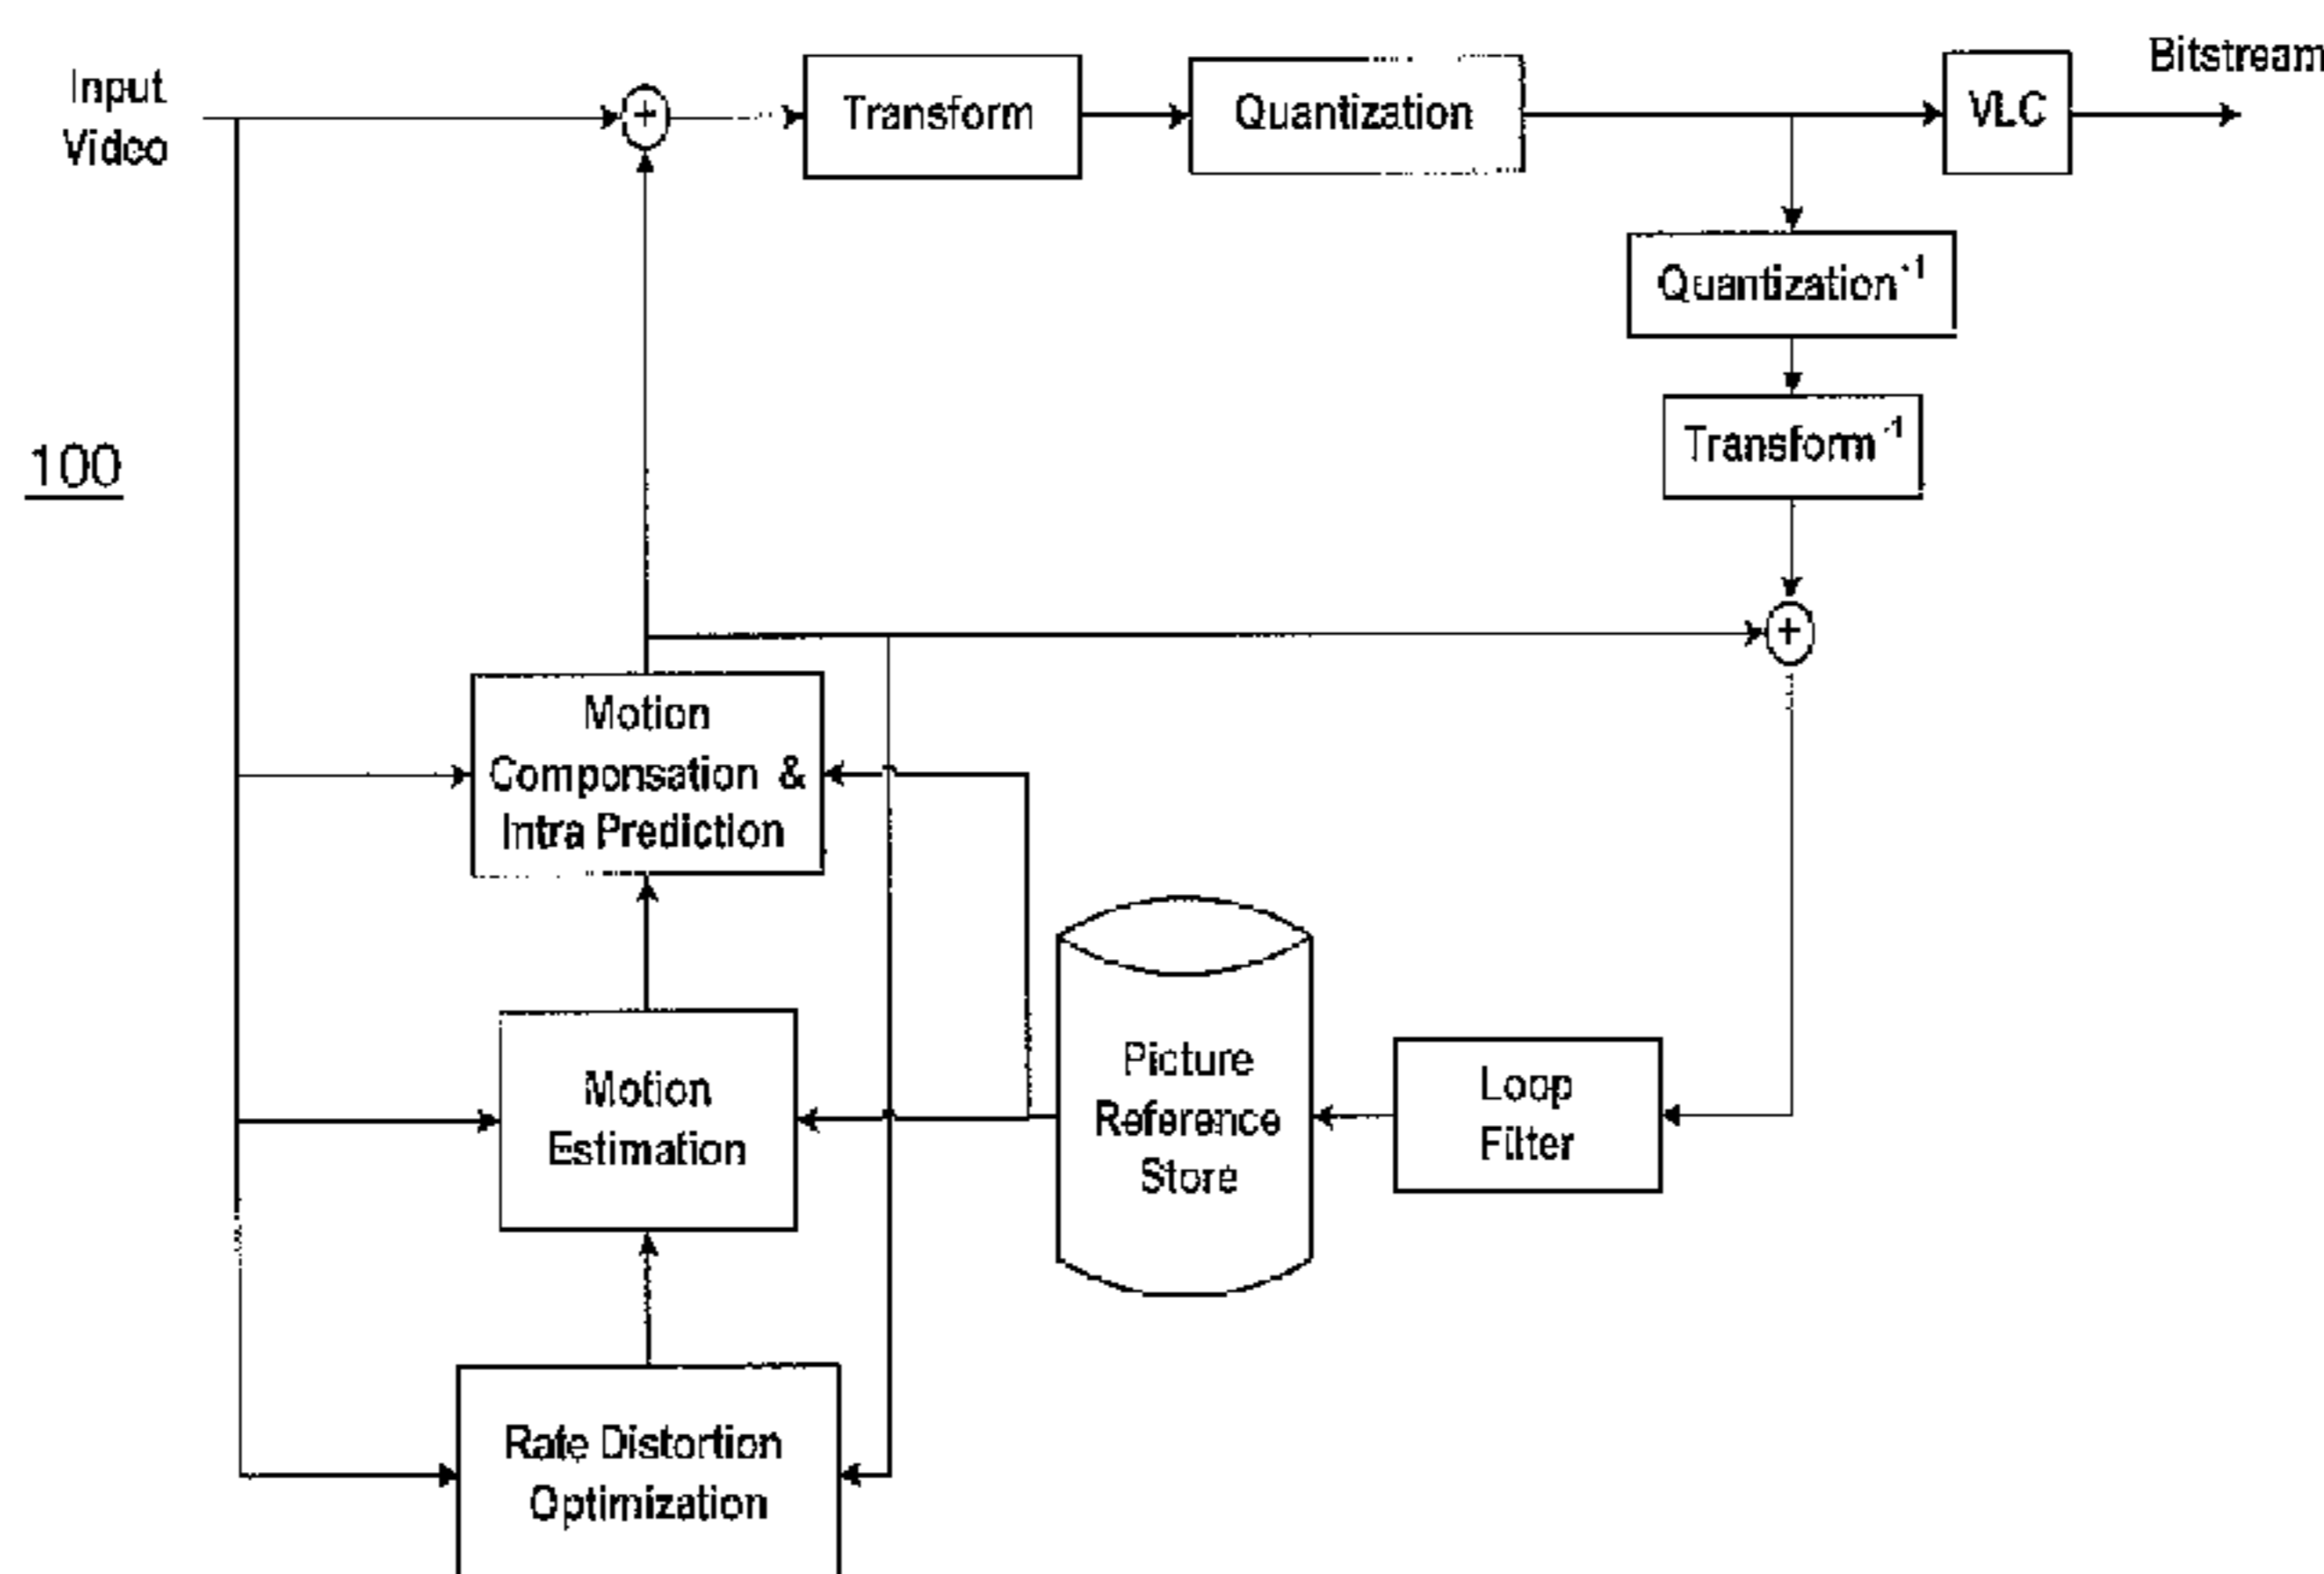 Input
Video
+
Transform
Quantization
VLC
Bitstream
Quantization-1
Transform-1
100
+
Motion
Compensation &
Intra Prediction
Motion
Estimation
Picture
Reference
Store
Loop
Filter
Rate Distortion
Optimization